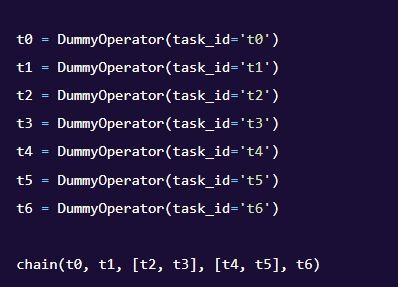 t0 = DummyOperator(task_id='t0')
t1 = DummyOperator(task_id='t1')
t2 = DummyOperator(task_id='t2')
t3 = DummyOperator(task_id='t3')
t4 = DummyOperator(task_id='t4')
t5 = DummyOperator(task_id='t5')
t6 = DummyOperator(task_id='t6')
chain(t0, t1, [t2, t3], [t4, t5], t6)